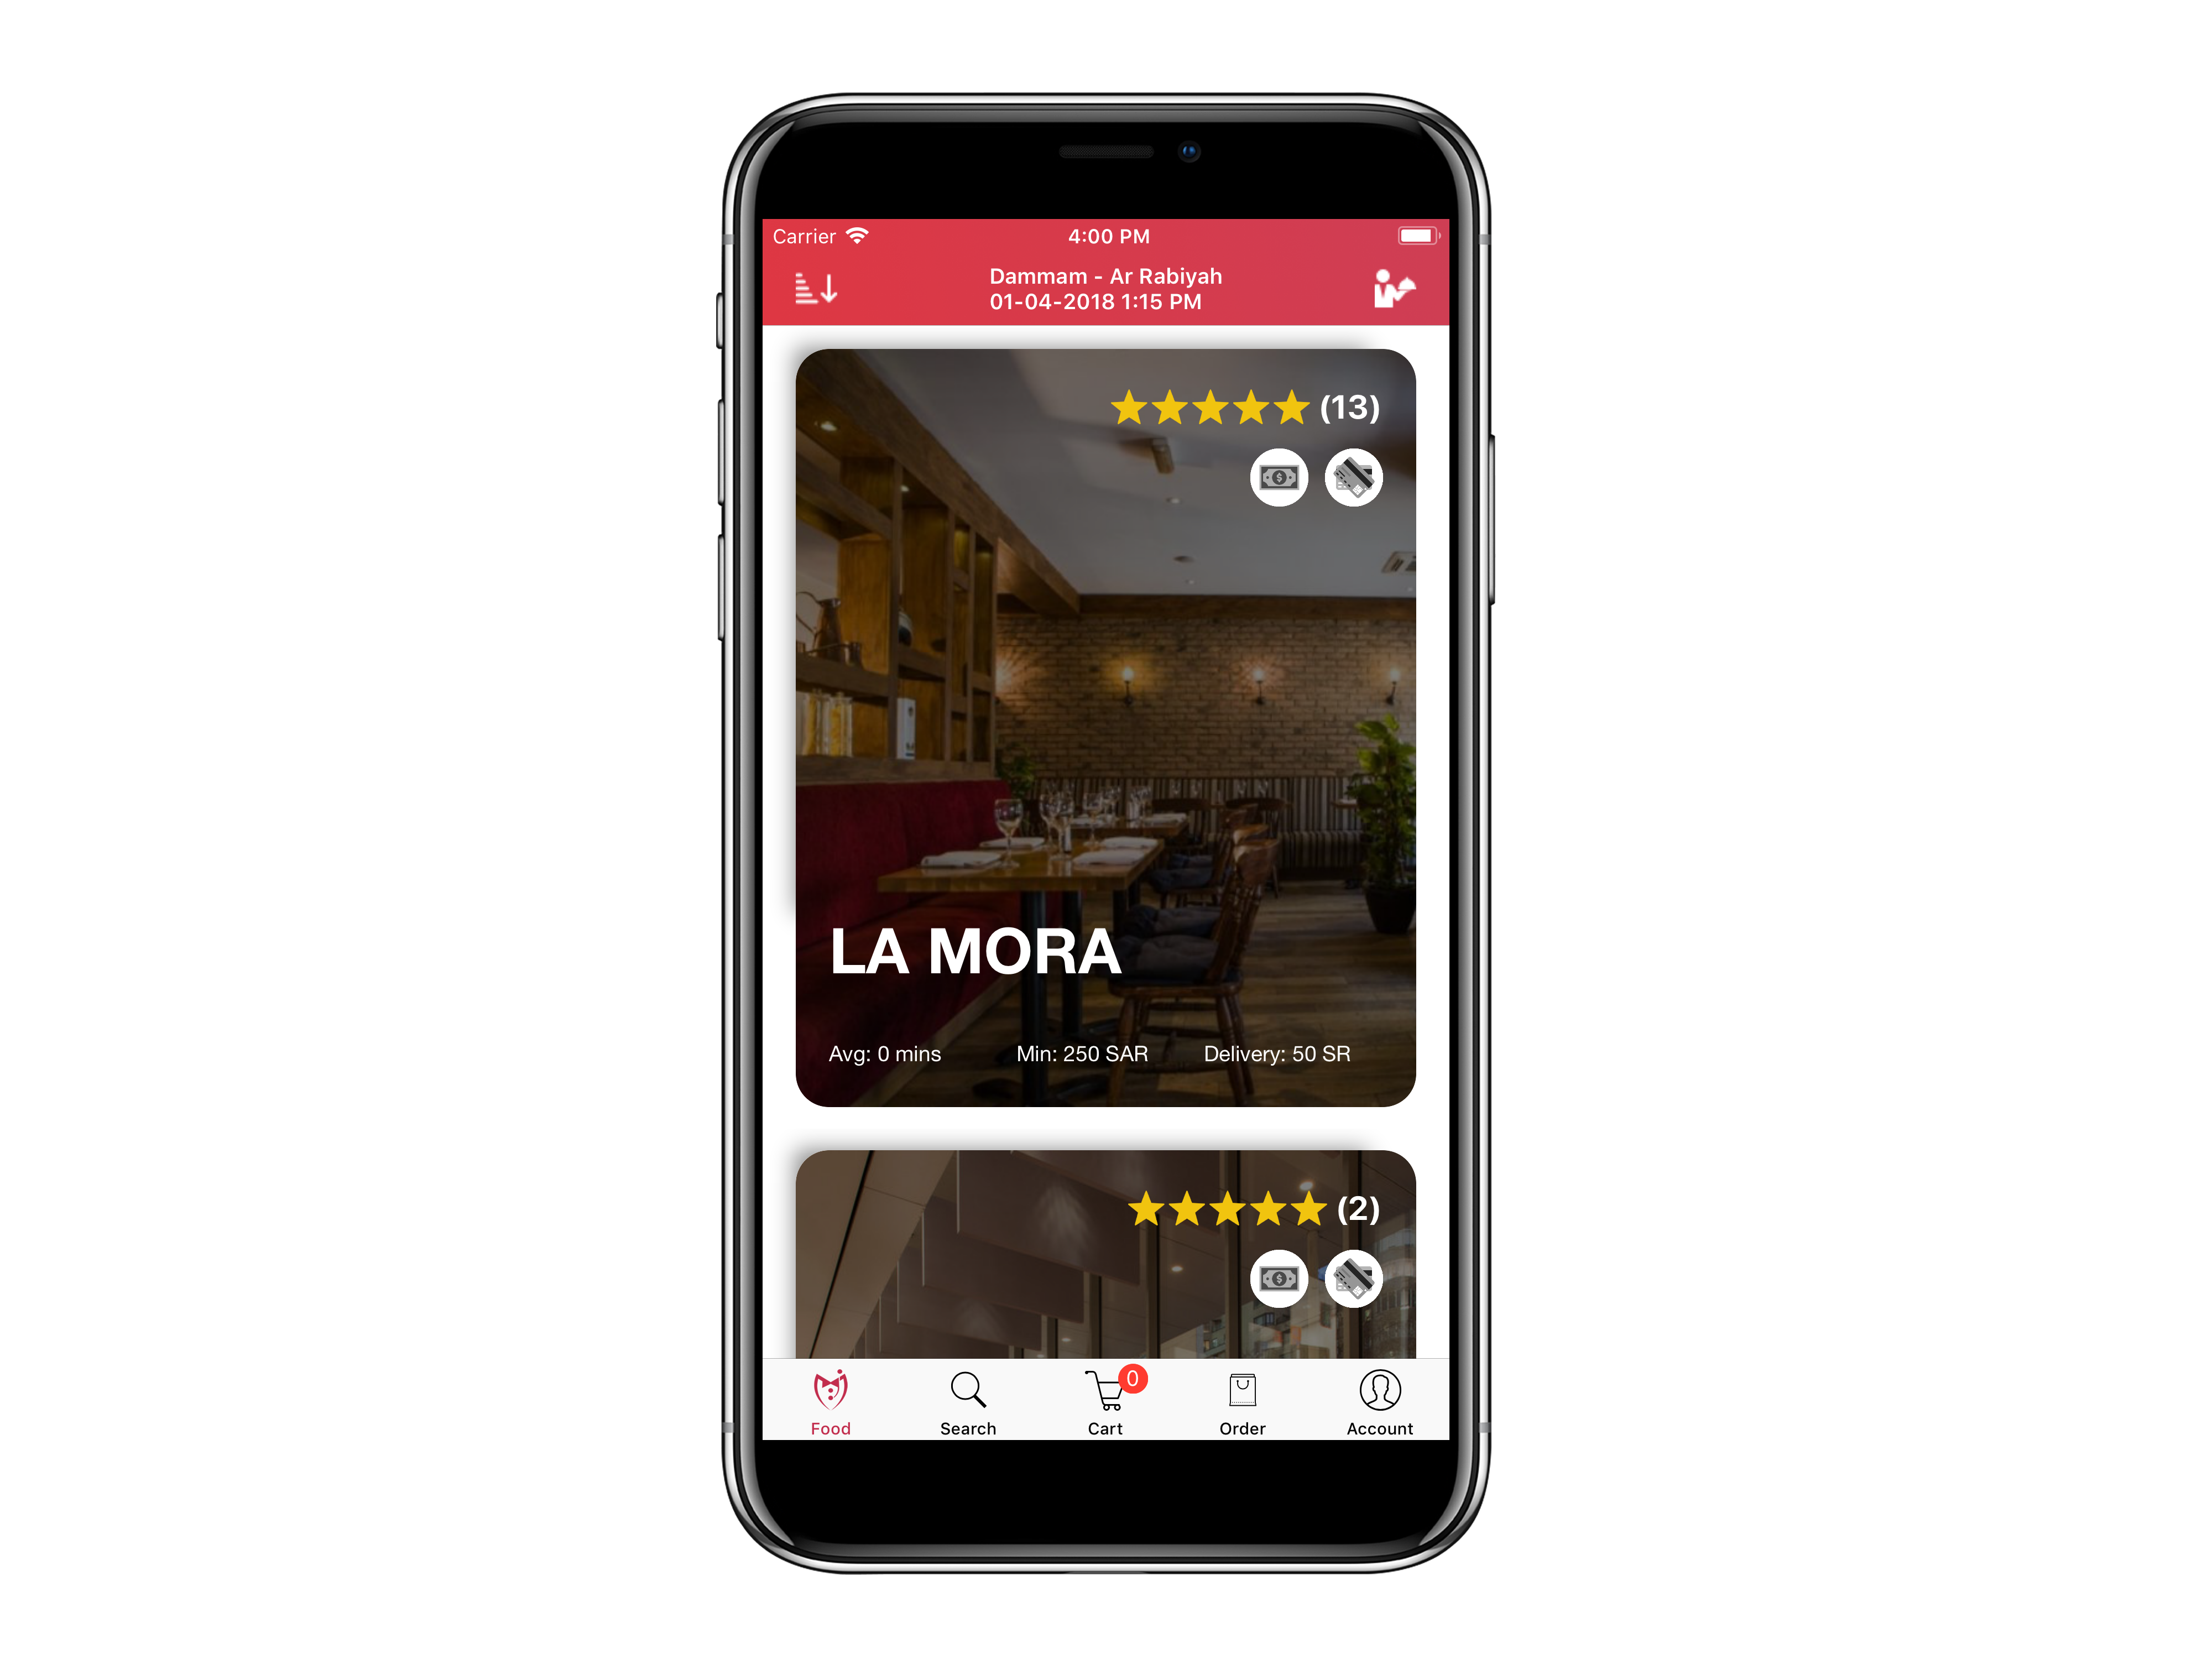 Carrier 4:00 PM
Dammam - Ar Rabiyah
01-04-2018 1:15 PM
(13)
LA MORA
Avg: 0 mins Min: 250 SAR Delivery: 50 SR
(2)
0
Food Search Cart Order Account